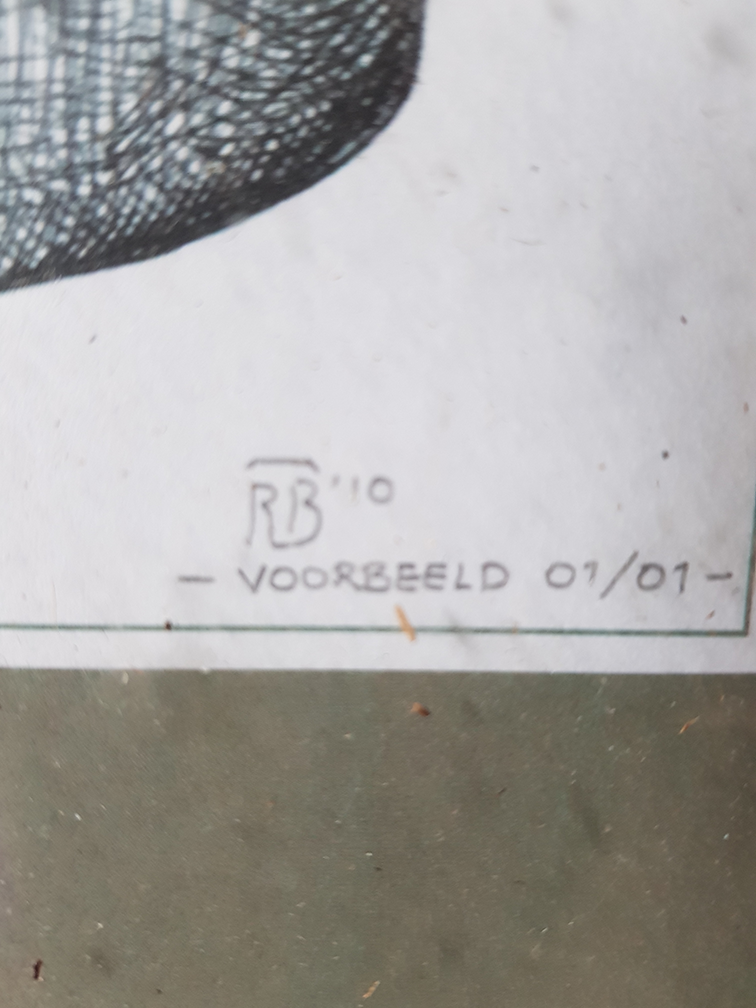 RB '10
— VOORBEELD 01/01 —